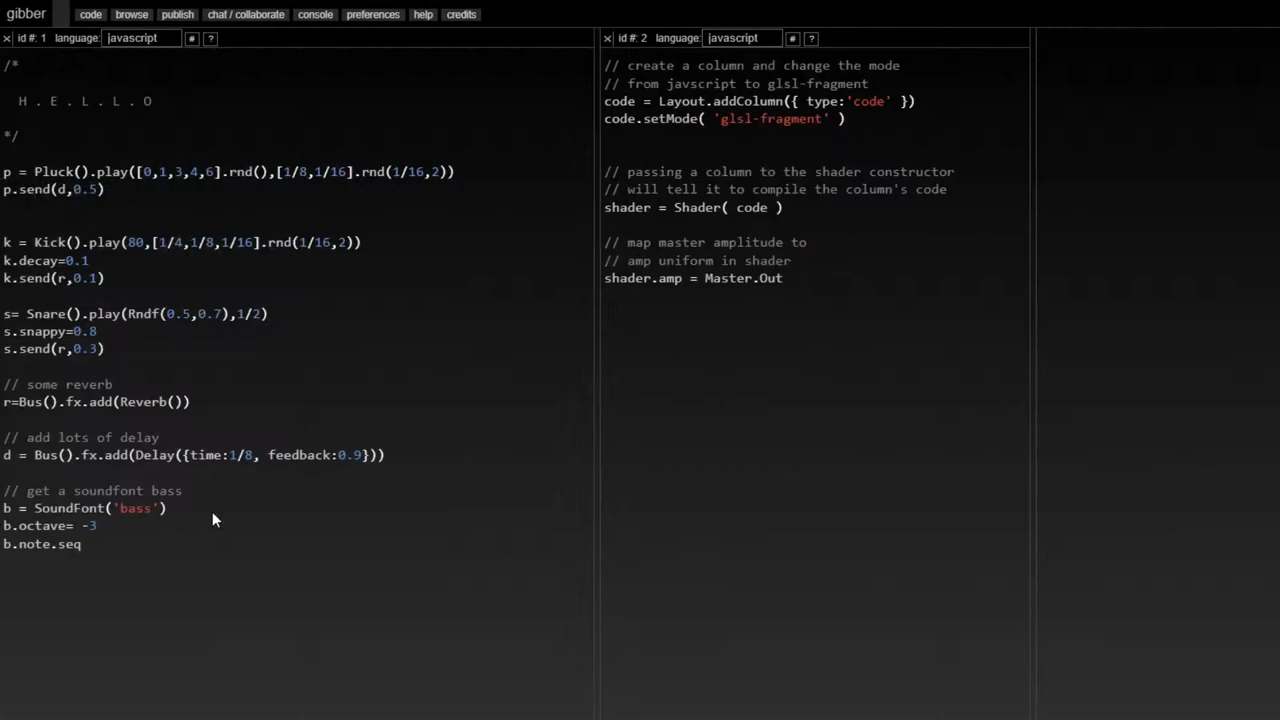 gibber code browse publish chat / collaborate console preferences help credits
× id #: 1 language: javascript # ?
/*
H . E . L . L . O
*/
p = Pluck().play([0,1,3,4,6].rnd(),[1/8,1/16].rnd(1/16,2))
p.send(d,0.5)
k = Kick().play(80,[1/4,1/8,1/16].rnd(1/16,2))
k.decay=0.1
k.send(r,0.1)
s= Snare().play(Rndf(0.5,0.7),1/2)
s.snappy=0.8
s.send(r,0.3)
// some reverb
r=Bus().fx.add(Reverb())
// add lots of delay
d = Bus().fx.add(Delay({time:1/8, feedback:0.9}))
// get a soundfont bass
b = SoundFont('bass')
b.octave= -3
b.note.seq
× id #: 2 language: javascript # ?
// create a column and change the mode
// from javscript to glsl-fragment
code = Layout.addColumn({ type:'code' })
code.setMode( 'glsl-fragment' )
// passing a column to the shader constructor
// will tell it to compile the column's code
shader = Shader( code )
// map master amplitude to
// amp uniform in shader
shader.amp = Master.Out